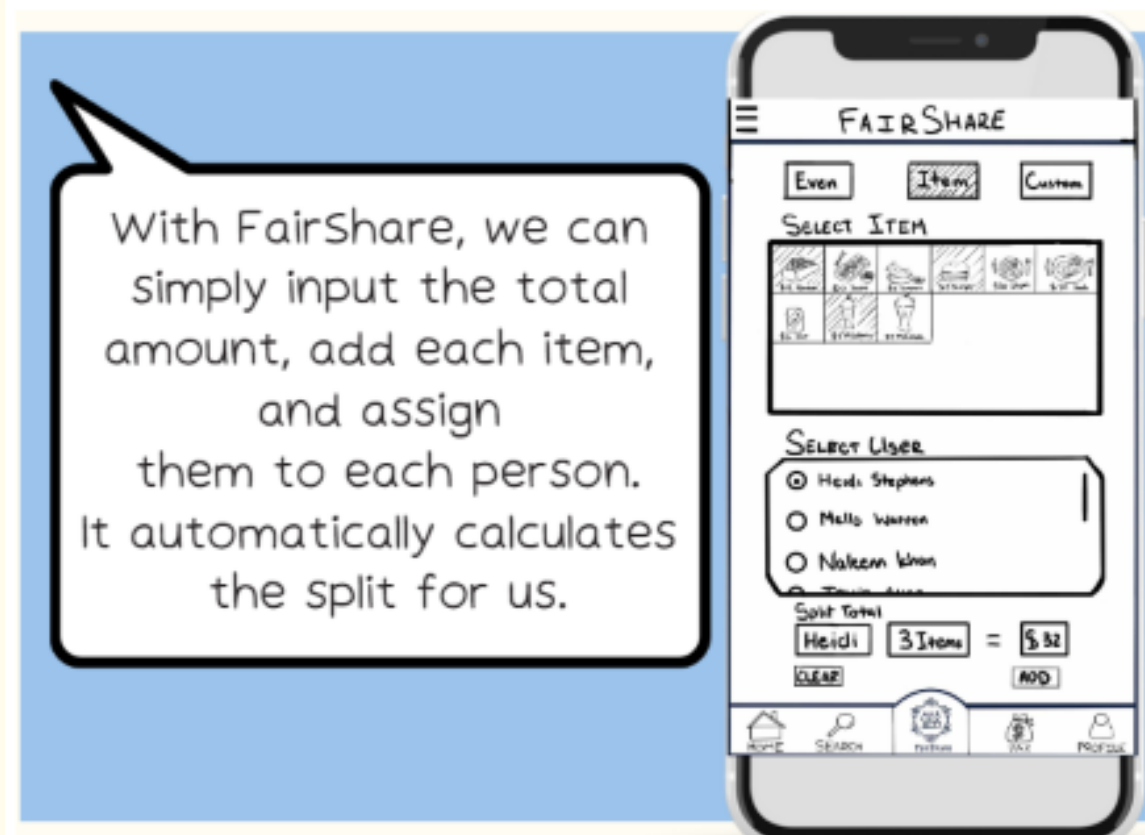 With FairShare, we can
simply input the total
amount, add each item,
and assign
them to each person.
It automatically calculates
the split for us.
FAIRSHARE
Even Item Custom
SELECT ITEM
SELECT USER
Heidi Stephens
Mello Warren
Nakeem Khan
Split Total
Heidi 3 Items = $32
CLEAR ADD
HOME SEARCH PAY PROFILE